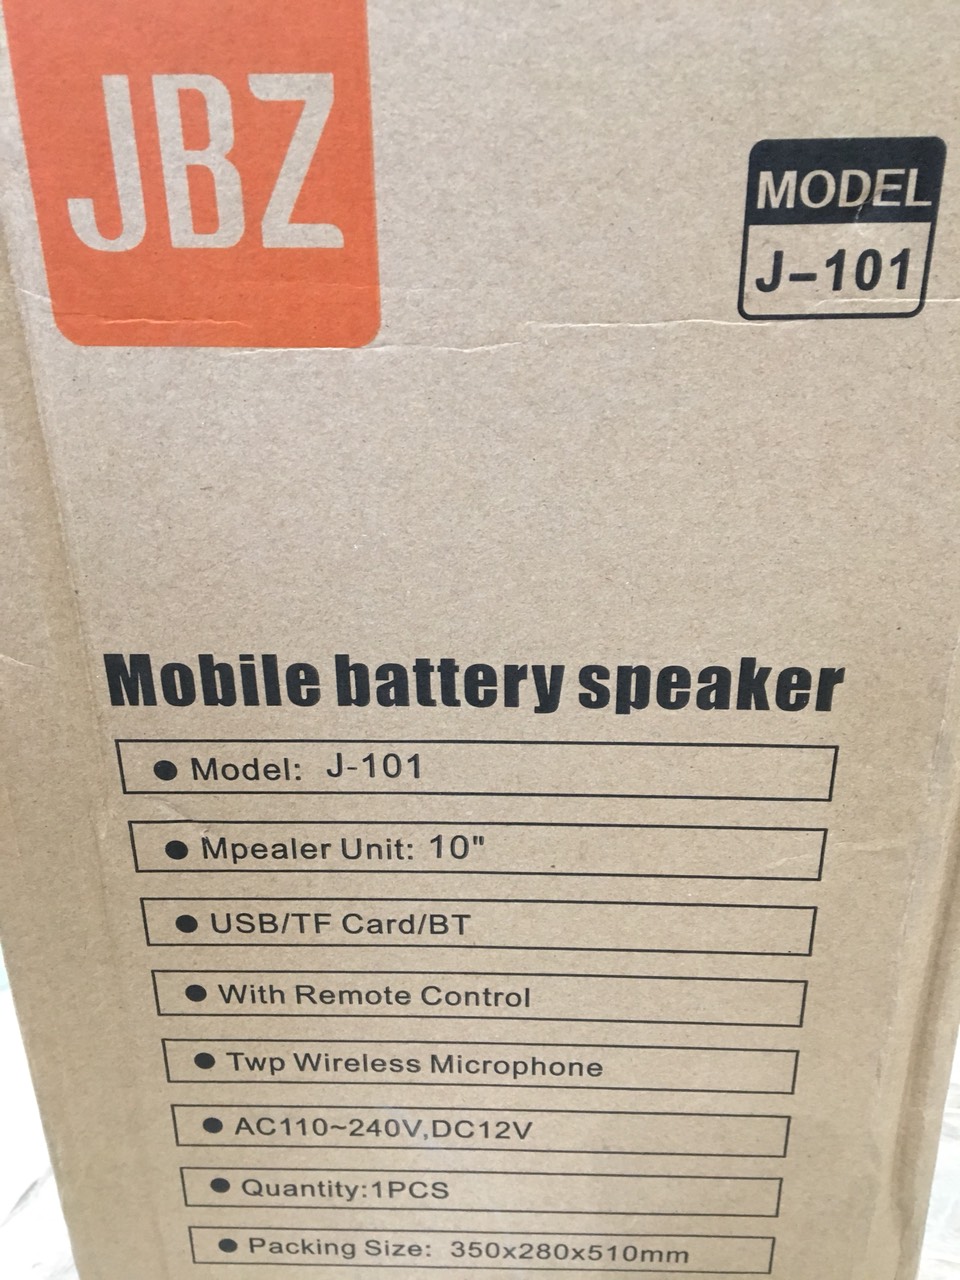 JBZ
MODEL
J-101
Mobile battery speaker
● Model: J-101
● Mpealer Unit: 10"
● USB/TF Card/BT
● With Remote Control
● Twp Wireless Microphone
● AC110~240V,DC12V
● Quantity:1PCS
● Packing Size: 350x280x510mm